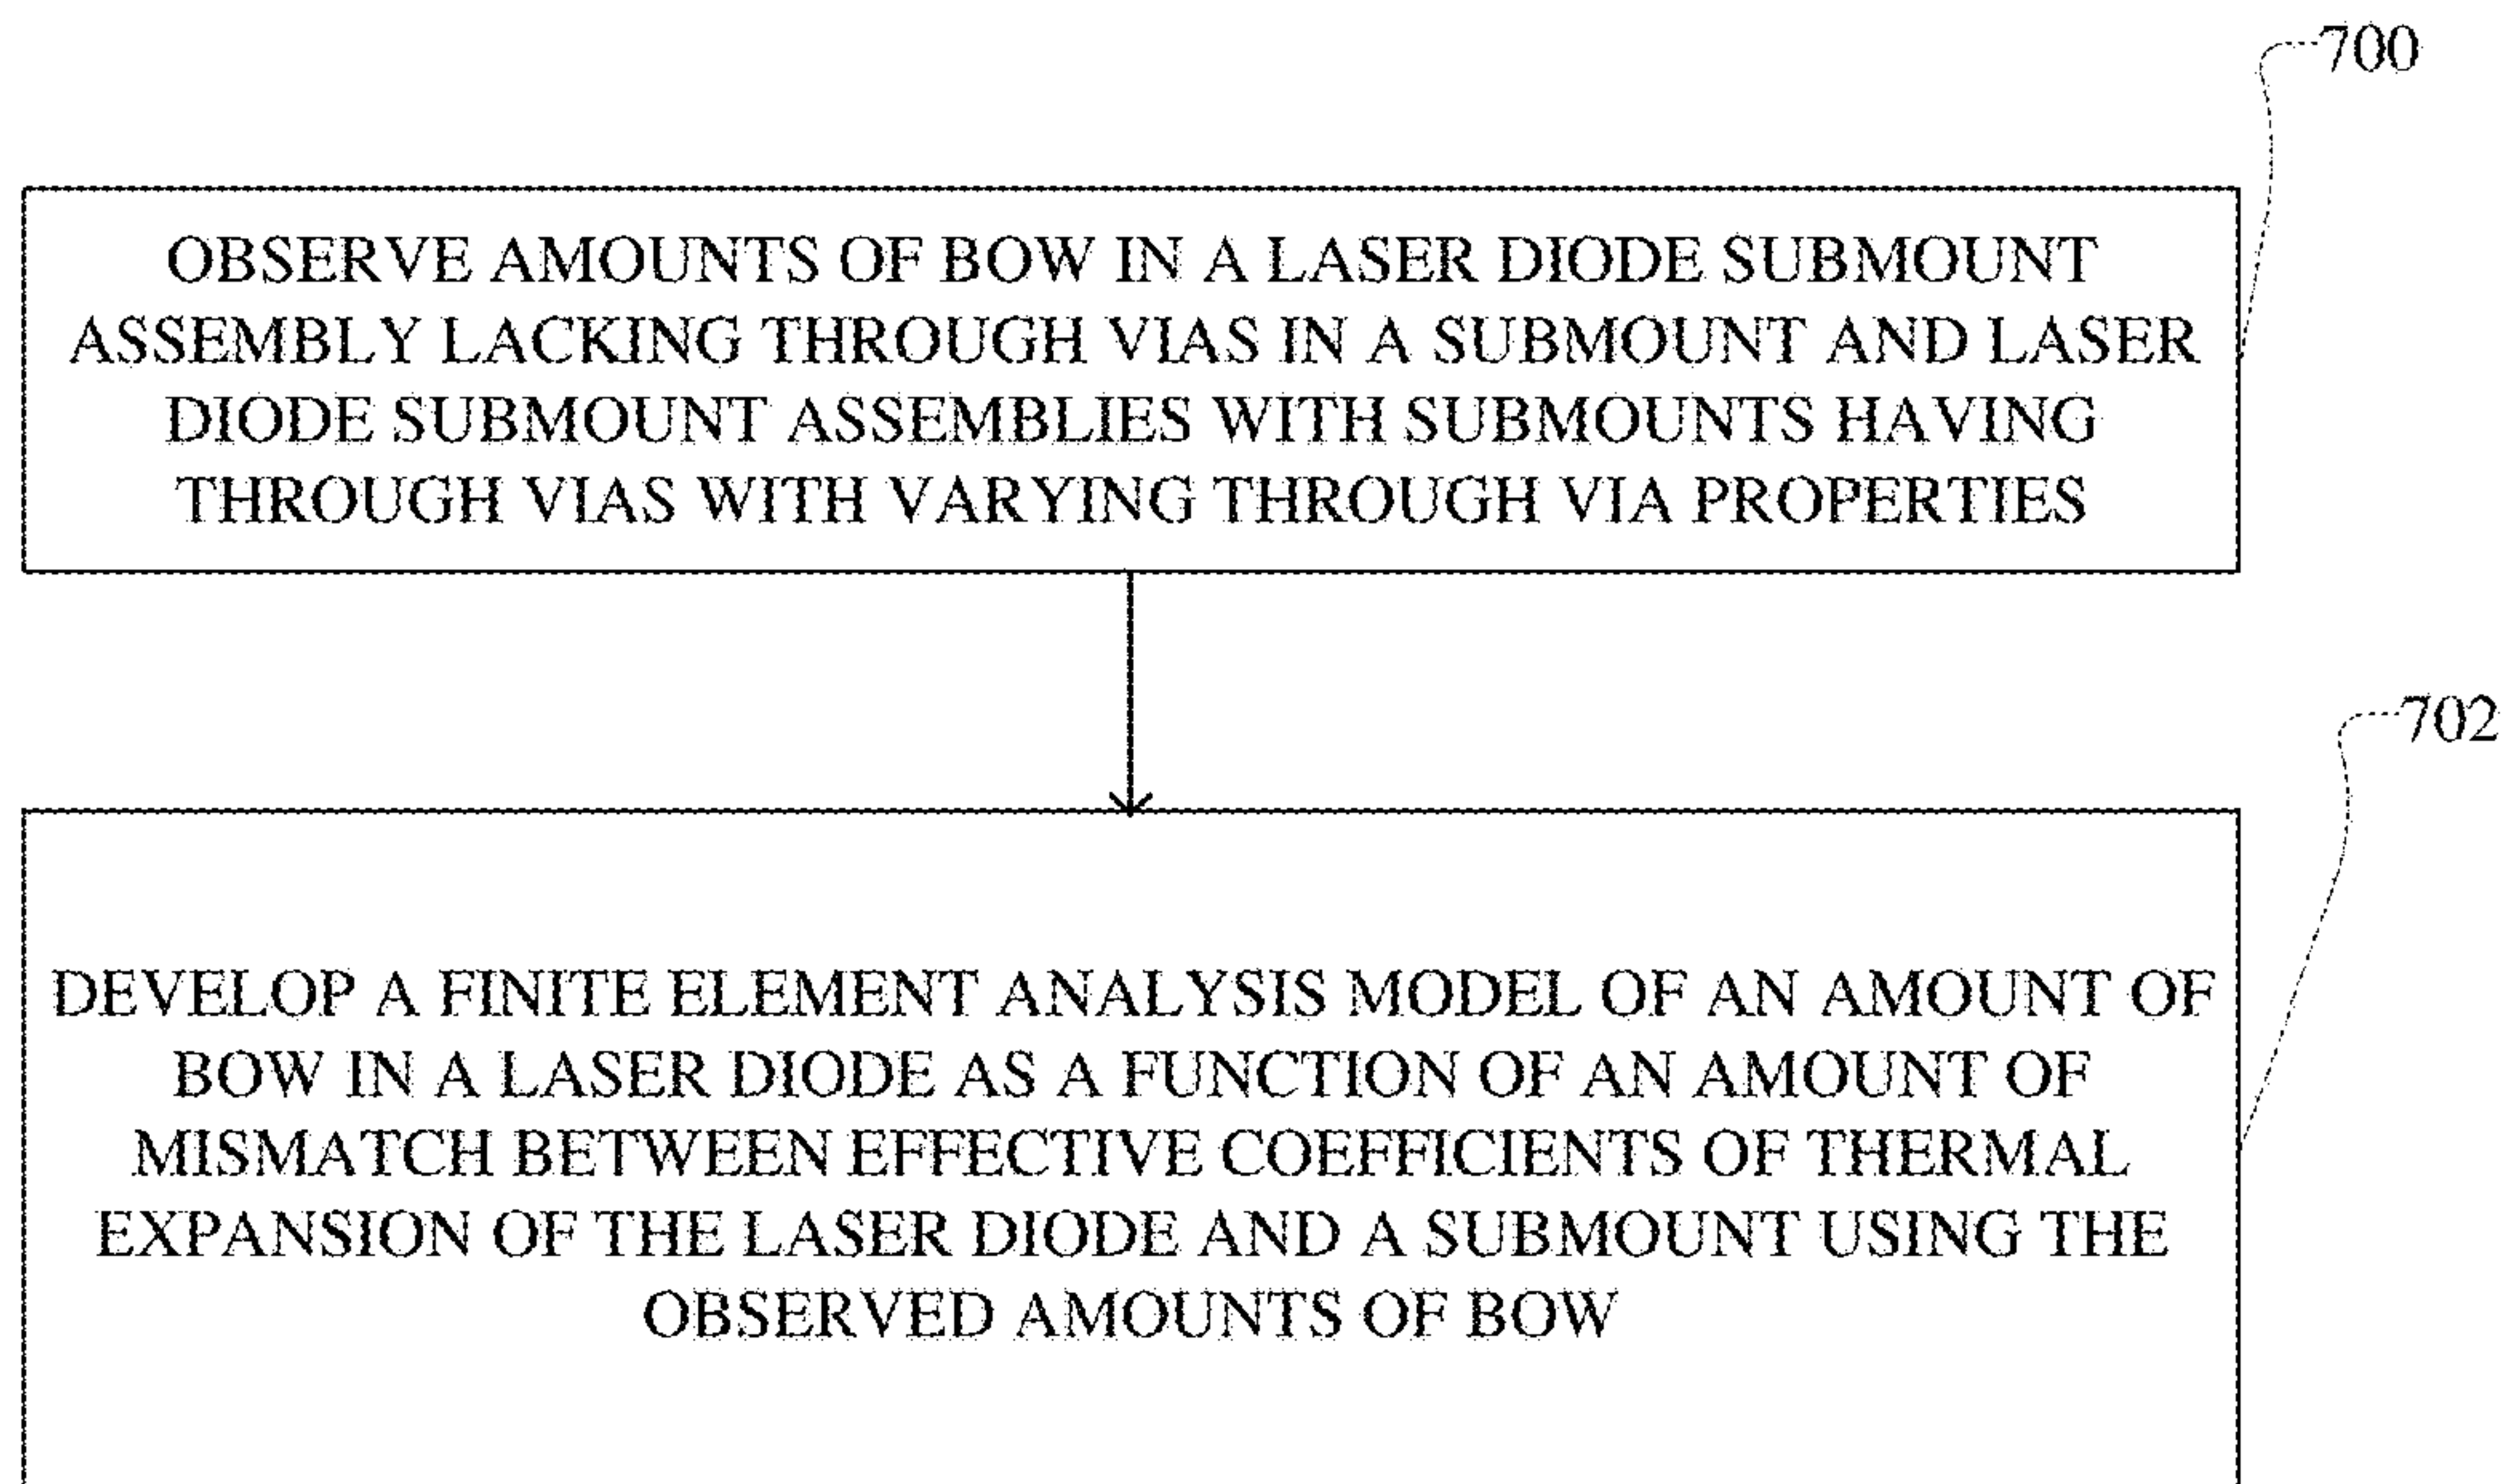 700
OBSERVE AMOUNTS OF BOW IN A LASER DIODE SUBMOUNT
ASSEMBLY LACKING THROUGH VIAS IN A SUBMOUNT AND LASER
DIODE SUBMOUNT ASSEMBLIES WITH SUBMOUNTS HAVING
THROUGH VIAS WITH VARYING THROUGH VIA PROPERTIES
702
DEVELOP A FINITE ELEMENT ANALYSIS MODEL OF AN AMOUNT OF
BOW IN A LASER DIODE AS A FUNCTION OF AN AMOUNT OF
MISMATCH BETWEEN EFFECTIVE COEFFICIENTS OF THERMAL
EXPANSION OF THE LASER DIODE AND A SUBMOUNT USING THE
OBSERVED AMOUNTS OF BOW